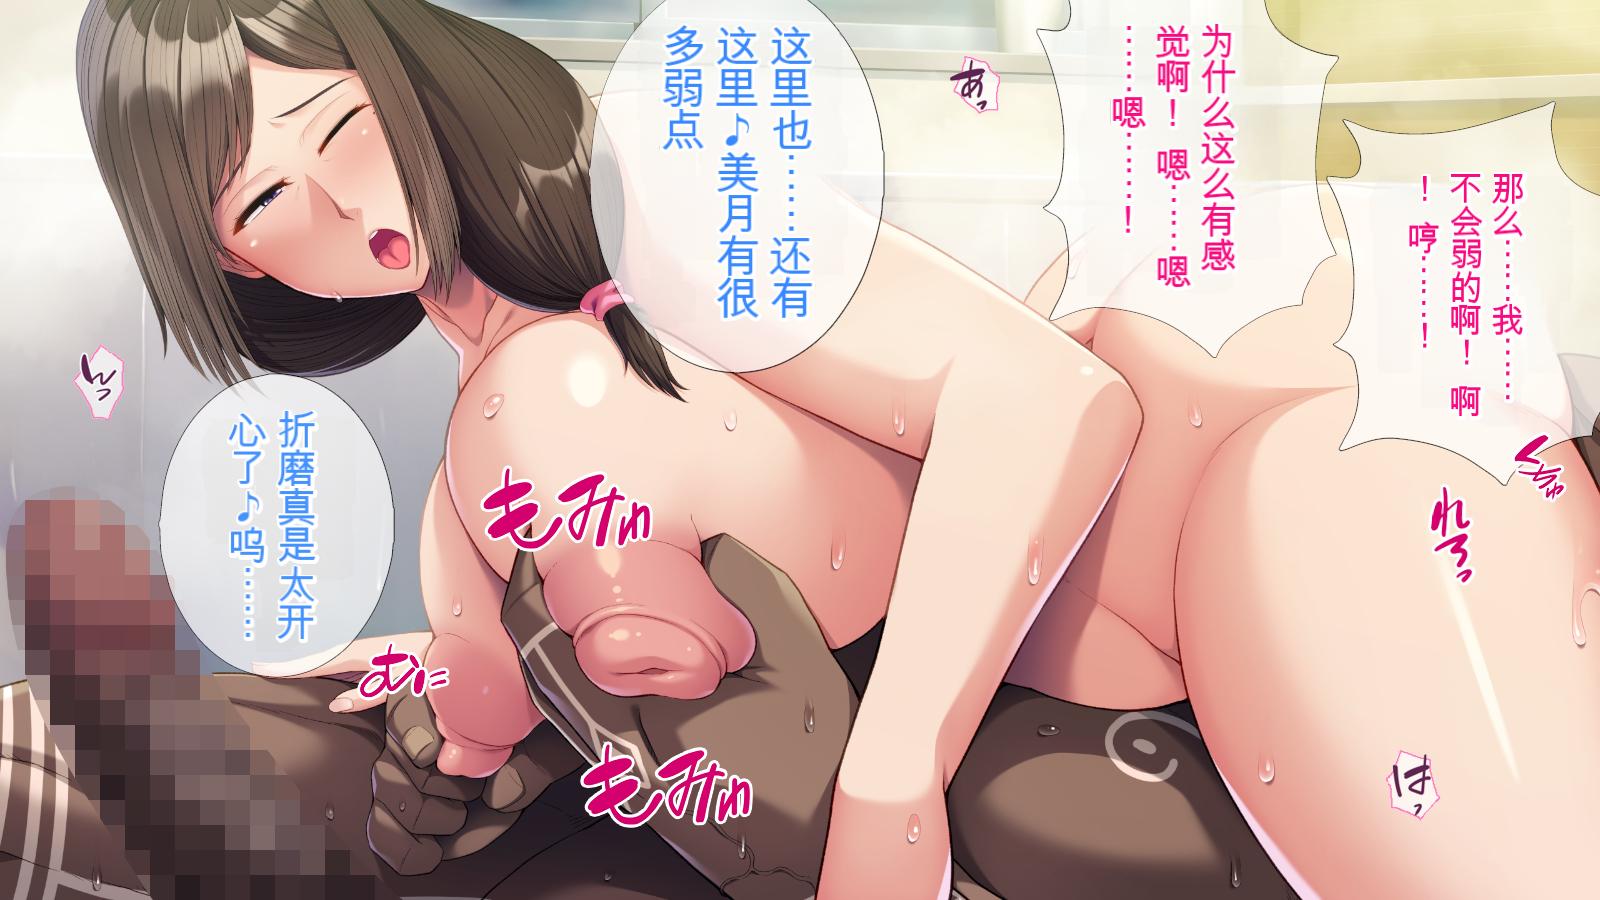 那么……我……
不会弱的啊！啊
！哼………！
为什么这么有感
觉啊！嗯……嗯
………嗯………！
あっ
这里也……还有
这里♪美月有很
多弱点
んっ
折磨真是太开
心了♪呜……
もみゅ
むに
もみゅ
くちゅ
れろっ
はっ